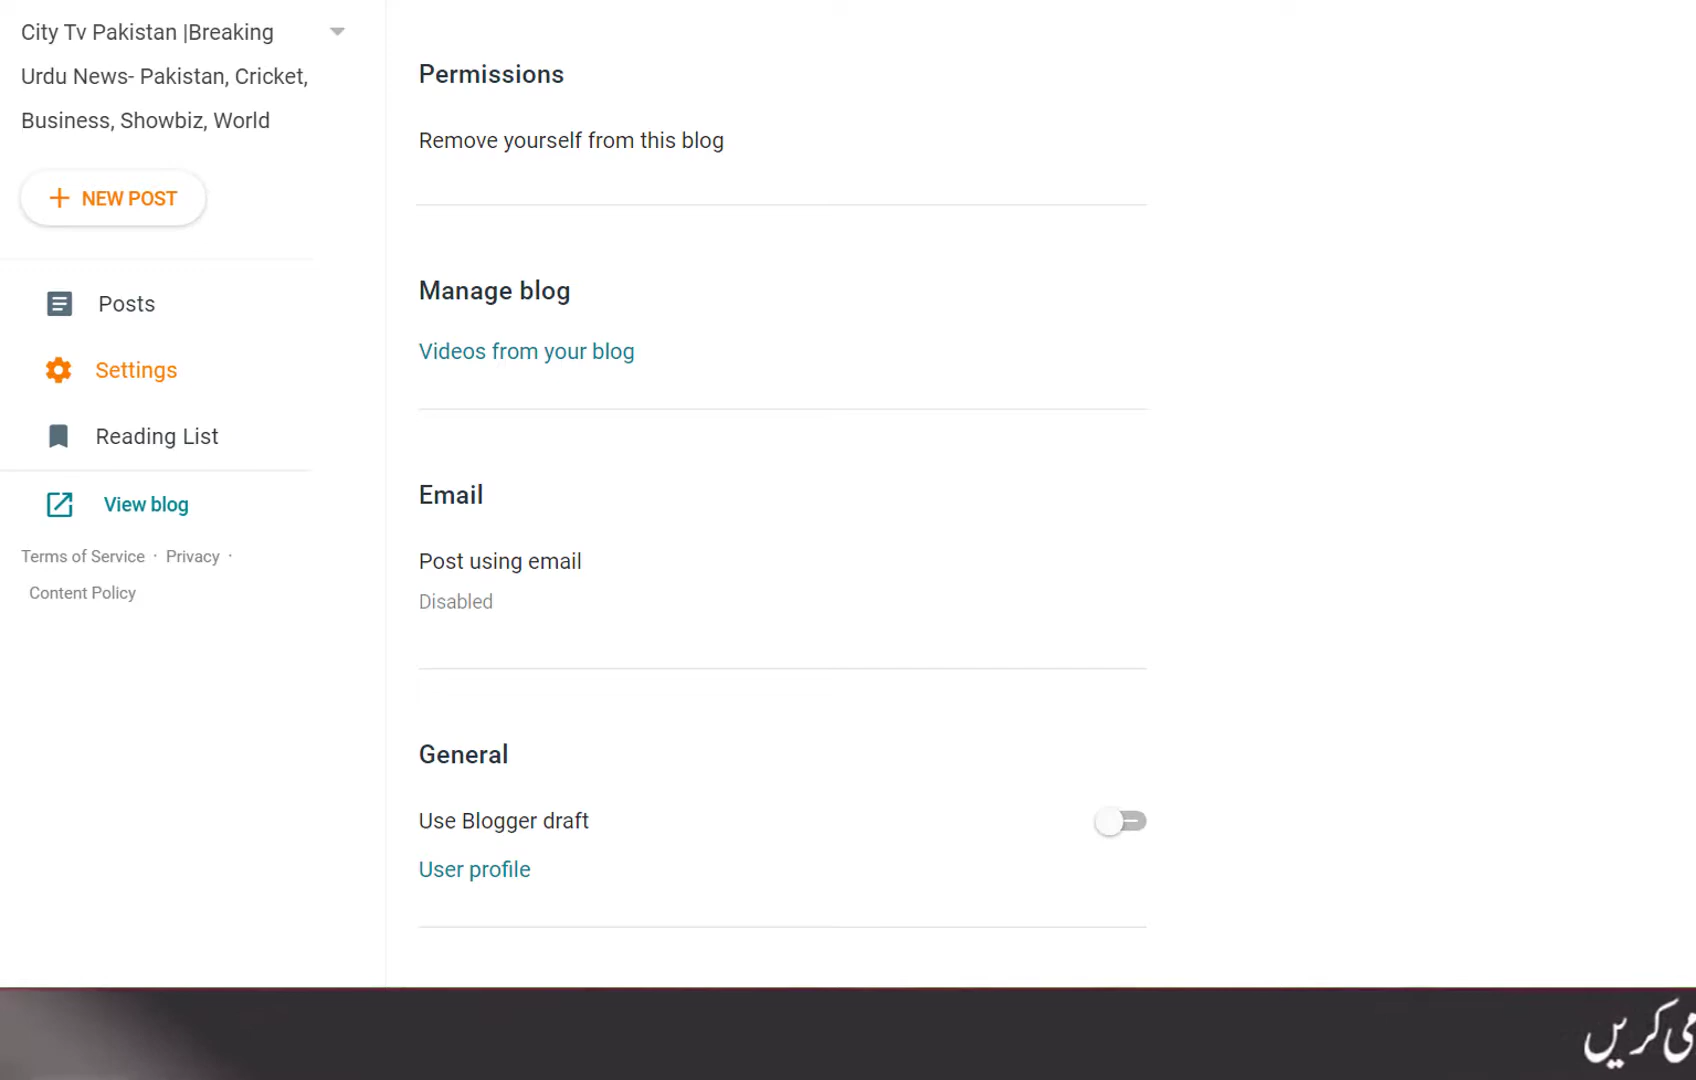 City Tv Pakistan |Breaking
Urdu News- Pakistan, Cricket,
Business, Showbiz, World
NEW POST
Posts
Settings
Reading List
View blog
Terms of Service · Privacy ·
Content Policy
Permissions
Remove yourself from this blog
Manage blog
Videos from your blog
Email
Post using email
Disabled
General
Use Blogger draft
User profile
کریں